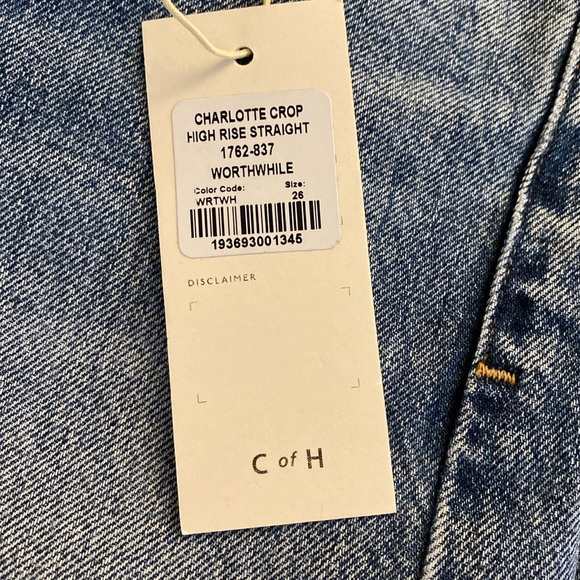 CHARLOTTE CROP
HIGH RISE STRAIGHT
1762-837
WORTHWHILE
Color Code: Size:
WRTWH 26
193693001345
DISCLAIMER
C of H